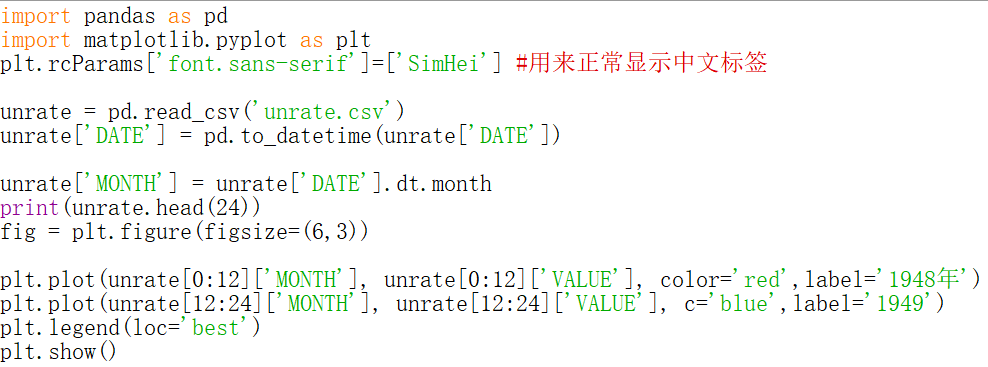 import pandas as pd
import matplotlib.pyplot as plt
plt.rcParams['font.sans-serif']=['SimHei'] #用来正常显示中文标签
unrate = pd.read_csv('unrate.csv')
unrate['DATE'] = pd.to_datetime(unrate['DATE'])
unrate['MONTH'] = unrate['DATE'].dt.month
print(unrate.head(24))
fig = plt.figure(figsize=(6,3))
plt.plot(unrate[0:12]['MONTH'], unrate[0:12]['VALUE'], color='red',label='1948年')
plt.plot(unrate[12:24]['MONTH'], unrate[12:24]['VALUE'], c='blue',label='1949')
plt.legend(loc='best')
plt.show()